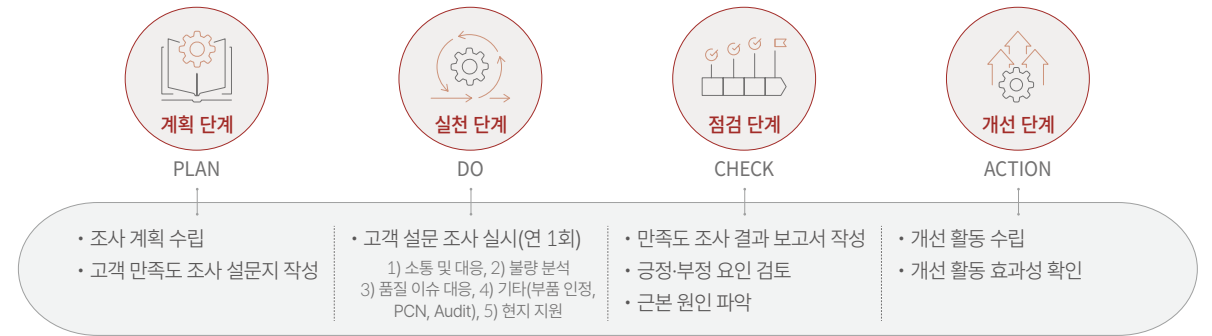 계획 단계
PLAN
• 조사 계획 수립
• 고객 만족도 조사 설문지 작성
실천 단계
DO
• 고객 설문 조사 실시(연 1회)
1) 소통 및 대응, 2) 불량 분석
3) 품질 이슈 대응, 4) 기타(부품 인정,
PCN, Audit), 5) 현지 지원
점검 단계
CHECK
• 만족도 조사 결과 보고서 작성
• 긍정·부정 요인 검토
• 근본 원인 파악
개선 단계
ACTION
• 개선 활동 수립
• 개선 활동 효과성 확인